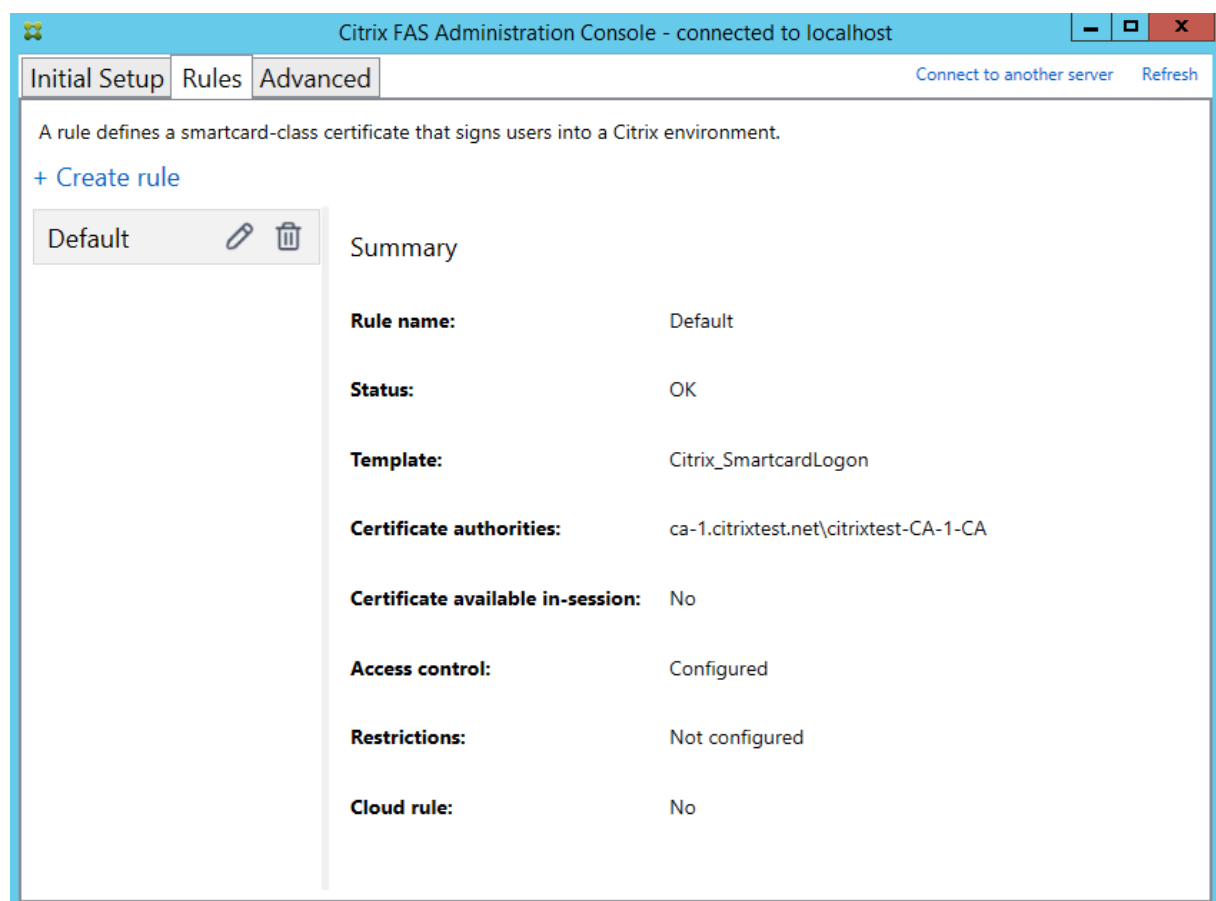 Citrix FAS Administration Console - connected to localhost
Initial Setup Rules Advanced Connect to another server Refresh
A rule defines a smartcard-class certificate that signs users into a Citrix environment.
+ Create rule
Default
Summary
Rule name: Default
Status: OK
Template: Citrix_SmartcardLogon
Certificate authorities: ca-1.citrixtest.net\citrixtest-CA-1-CA
Certificate available in-session: No
Access control: Configured
Restrictions: Not configured
Cloud rule: No